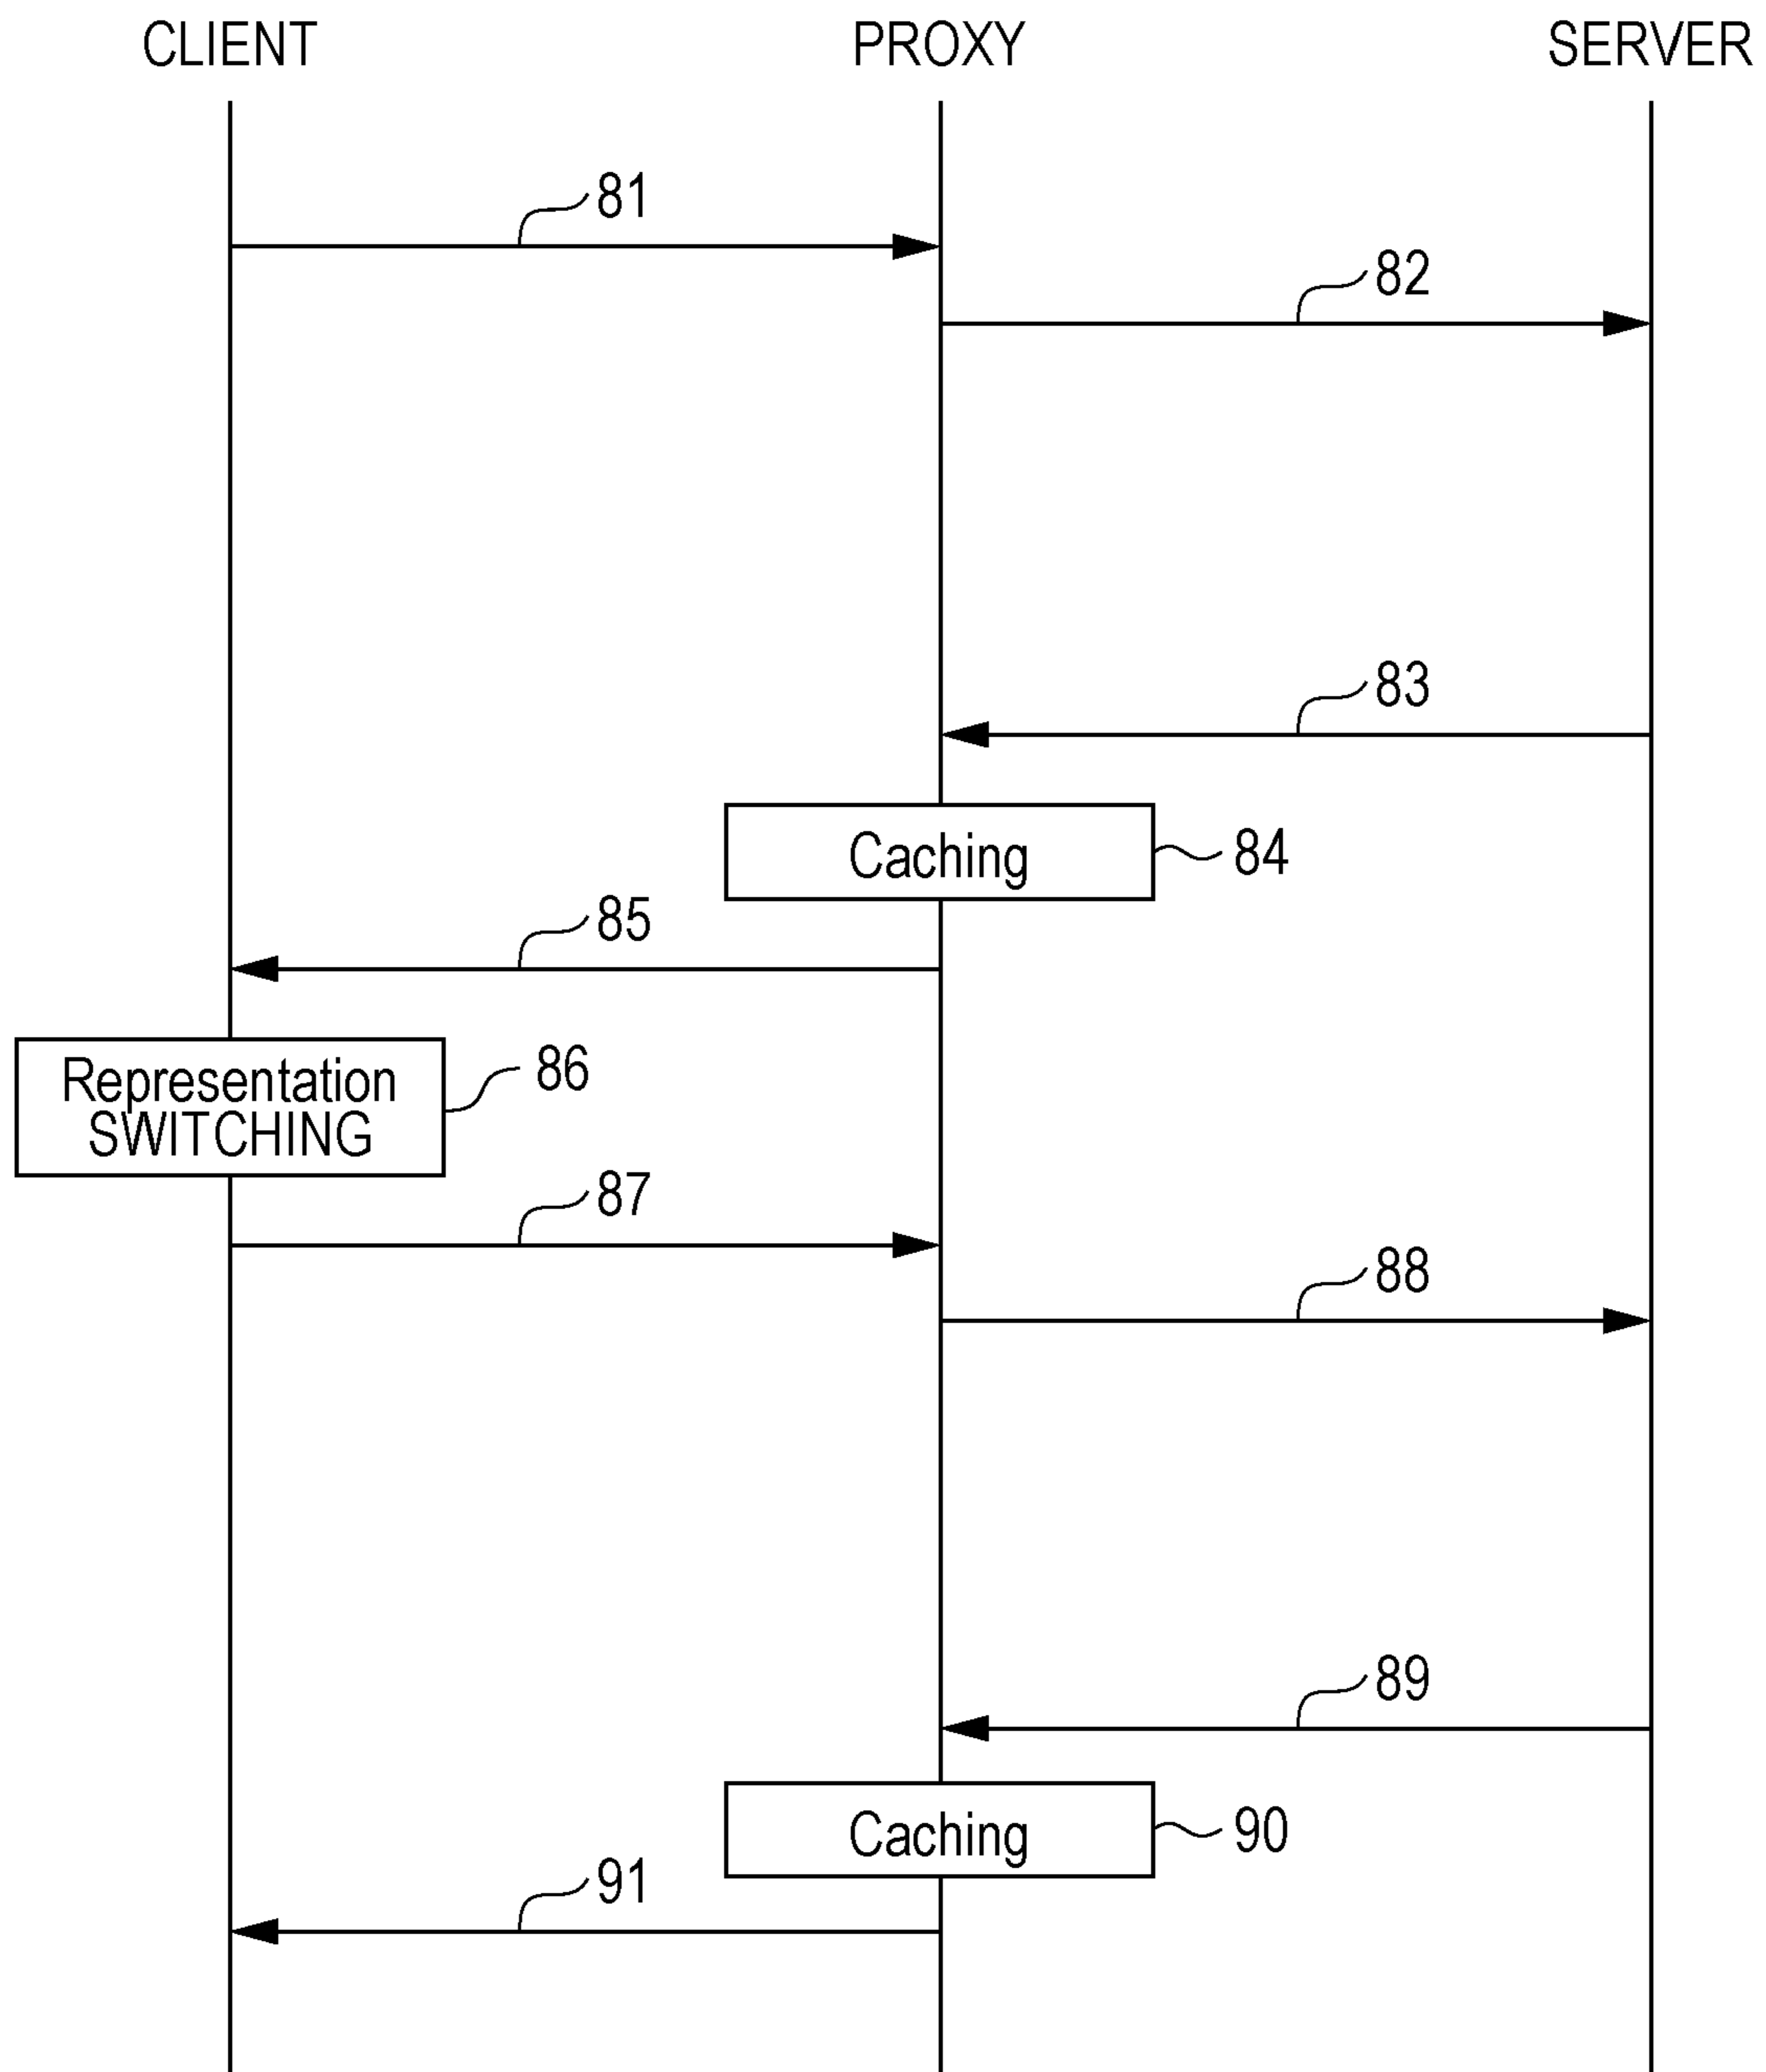 CLIENT
PROXY
SERVER
81
82
83
Caching
84
85
Representation
SWITCHING
86
87
88
89
Caching
90
91